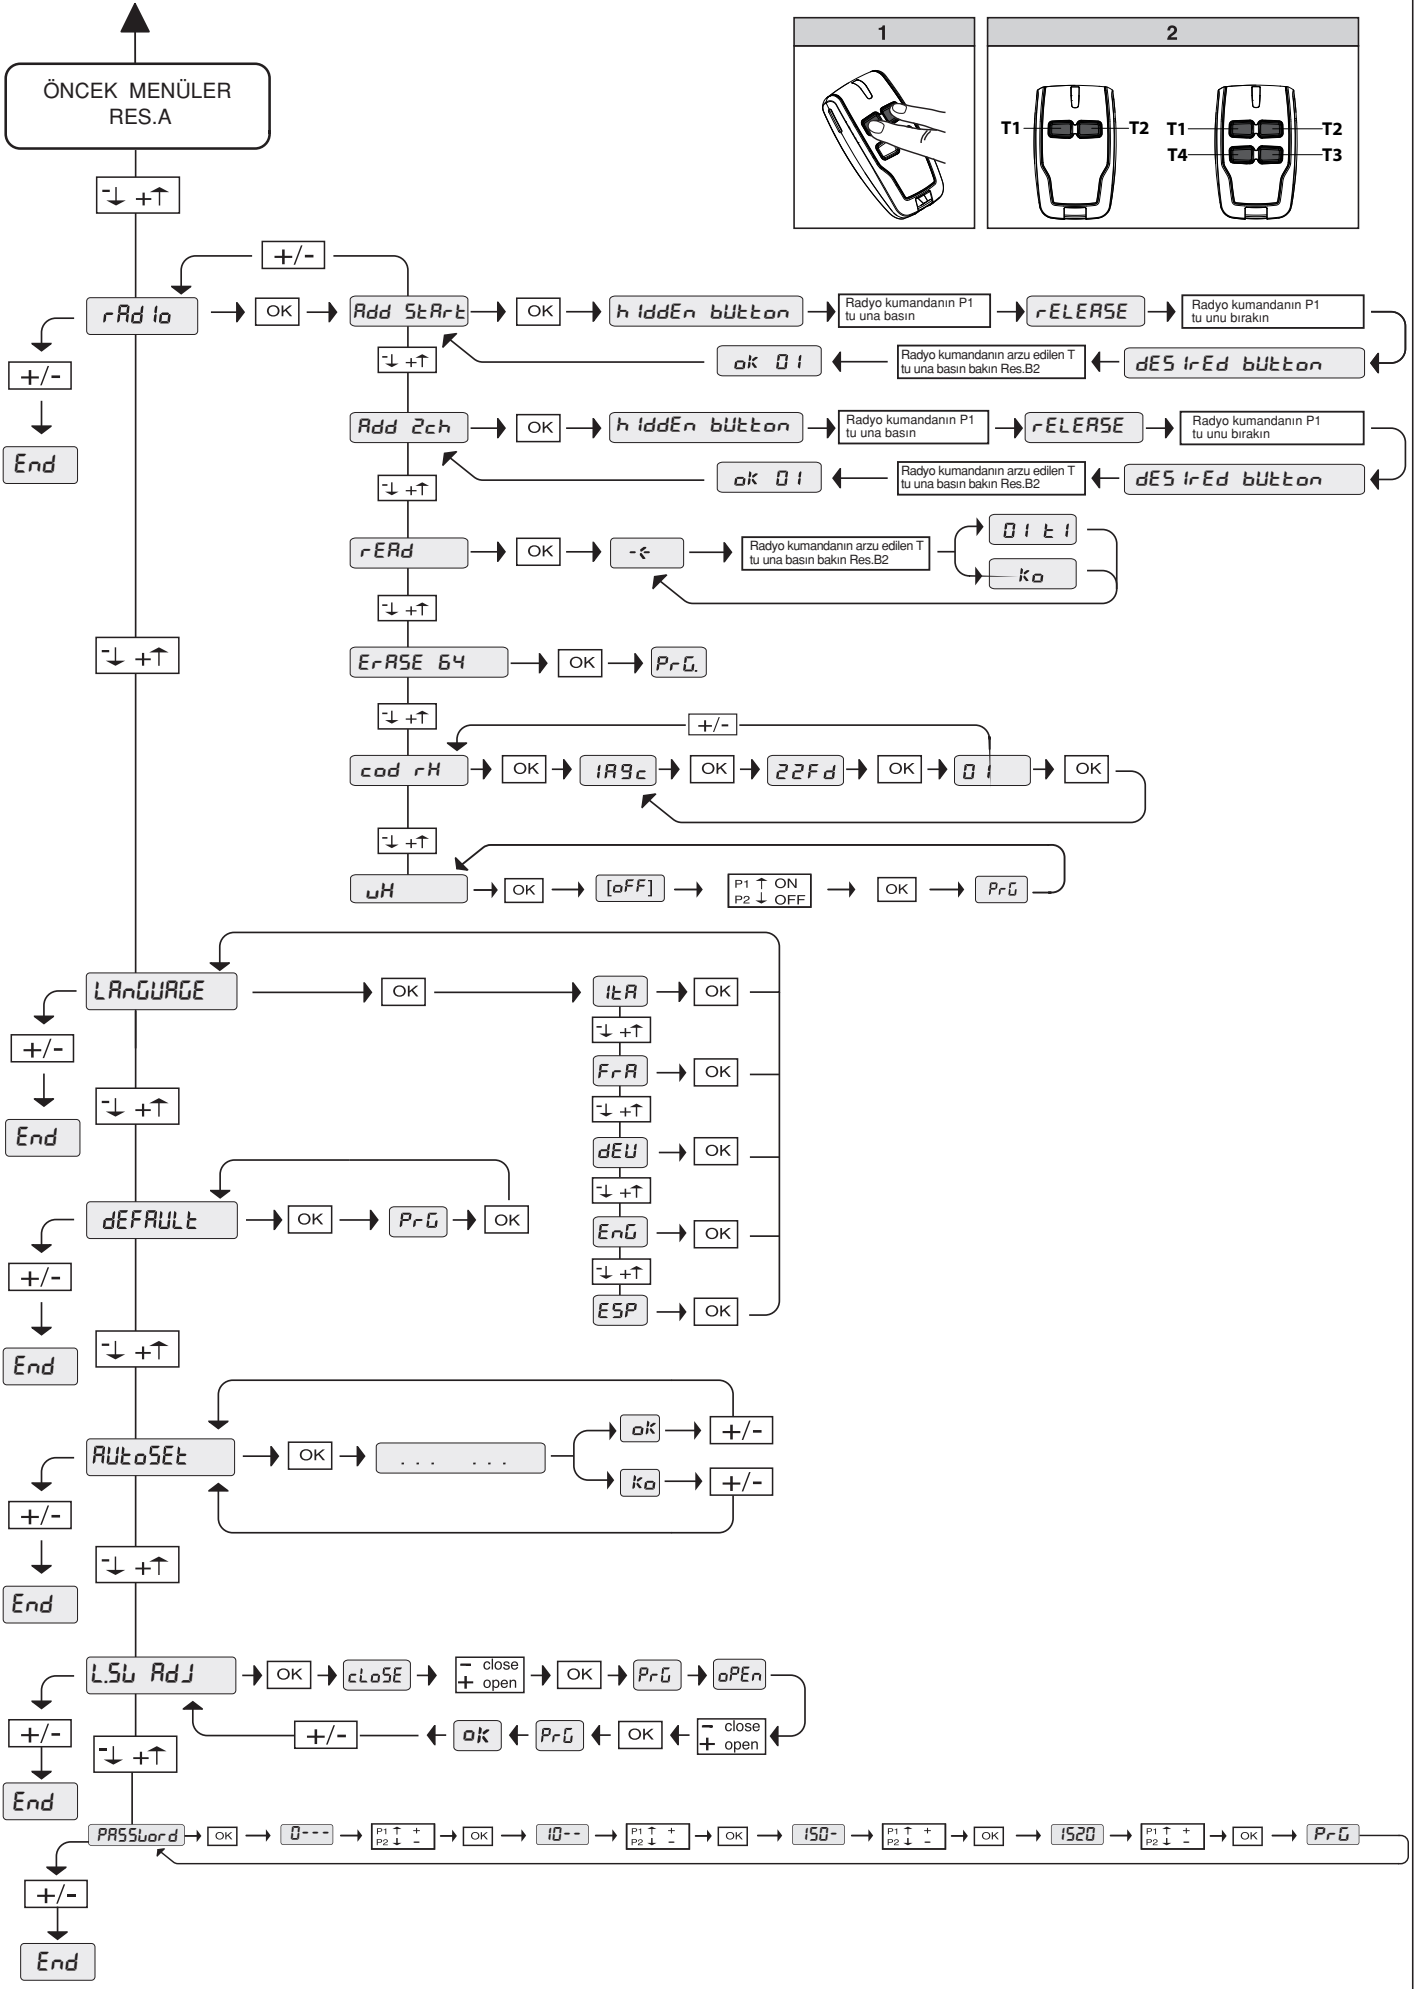 1
2
ÖNCEK MENÜLER
RES.A
T1
T2
T1
T2
T4
T3
- +
+/-
rAdIo
OK
Add StArt
OK
hIddEn bUtton
Radyo kumandanın P1
tu una basın
rELEASE
Radyo kumandanın P1
tu unu bırakın
+/-
- +
ok 01
Radyo kumandanın arzu edilen T
tu una basın bakın Res.B2
dESIrEd bUtton
End
Add 2ch
OK
hIddEn bUtton
Radyo kumandanın P1
tu una basın
rELEASE
Radyo kumandanın P1
tu unu bırakın
- +
ok 01
Radyo kumandanın arzu edilen T
tu una basın bakın Res.B2
dESIrEd bUtton
rEAd
OK
Radyo kumandanın arzu edilen T
tu una basın bakın Res.B2
01 t1
Ko
- +
- +
ErASE 64
OK
PrG.
- +
+/-
cod rH
OK
1A9c
OK
22Fd
OK
01
OK
- +
uH
OK
[oFF]
P1 ↑ ON
P2 ↓ OFF
OK
PrG
LAnGUAGE
OK
ItA
OK
+/-
- +
FrA
OK
- +
- +
End
dEU
OK
- +
dEFAULt
OK
PrG
OK
EnG
OK
+/-
- +
ESP
OK
- +
End
AUtoSEt
OK
. . . . . .
ok
+/-
Ko
+/-
+/-
- +
End
L.SW AdJ
OK
cLoSE
- close
+ open
OK
PrG
oPEn
+/-
- +
+/-
ok
PrG
OK
- close
+ open
End
PASSword
OK
0---
P1 ↑ +
P2 ↓ -
OK
10--
P1 ↑ +
P2 ↓ -
OK
150-
P1 ↑ +
P2 ↓ -
OK
1520
P1 ↑ +
P2 ↓ -
OK
PrG
+/-
End